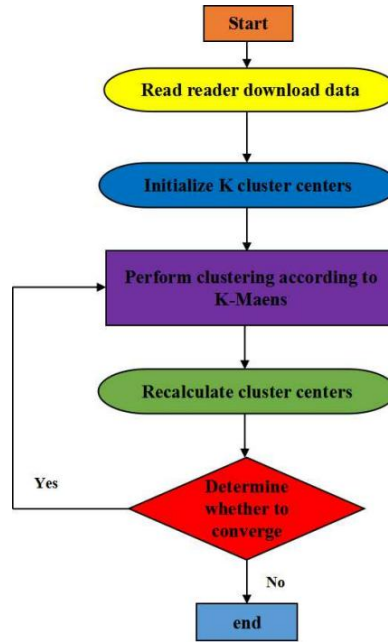 Start
Read reader download data
Initialize K cluster centers
Perform clustering according to
K-Maens
Recalculate cluster centers
Determine
whether to
converge
Yes
No
end